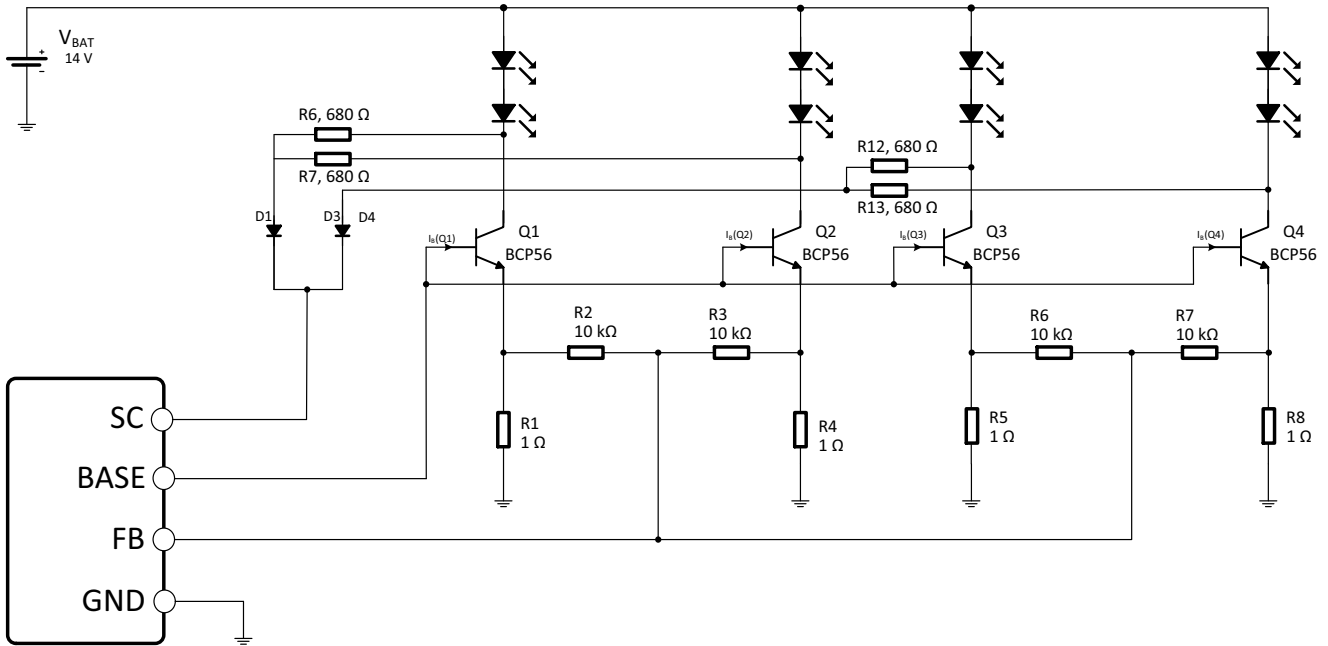 V_BAT
14 V
+
−
R6, 680 Ω
R7, 680 Ω
R12, 680 Ω
R13, 680 Ω
D1
D3
D4
I_B(Q1)
Q1
BCP56
I_B(Q2)
Q2
BCP56
I_B(Q3)
Q3
BCP56
I_B(Q4)
Q4
BCP56
R2
10 kΩ
R3
10 kΩ
R6
10 kΩ
R7
10 kΩ
R1
1 Ω
R4
1 Ω
R5
1 Ω
R8
1 Ω
SC
BASE
FB
GND